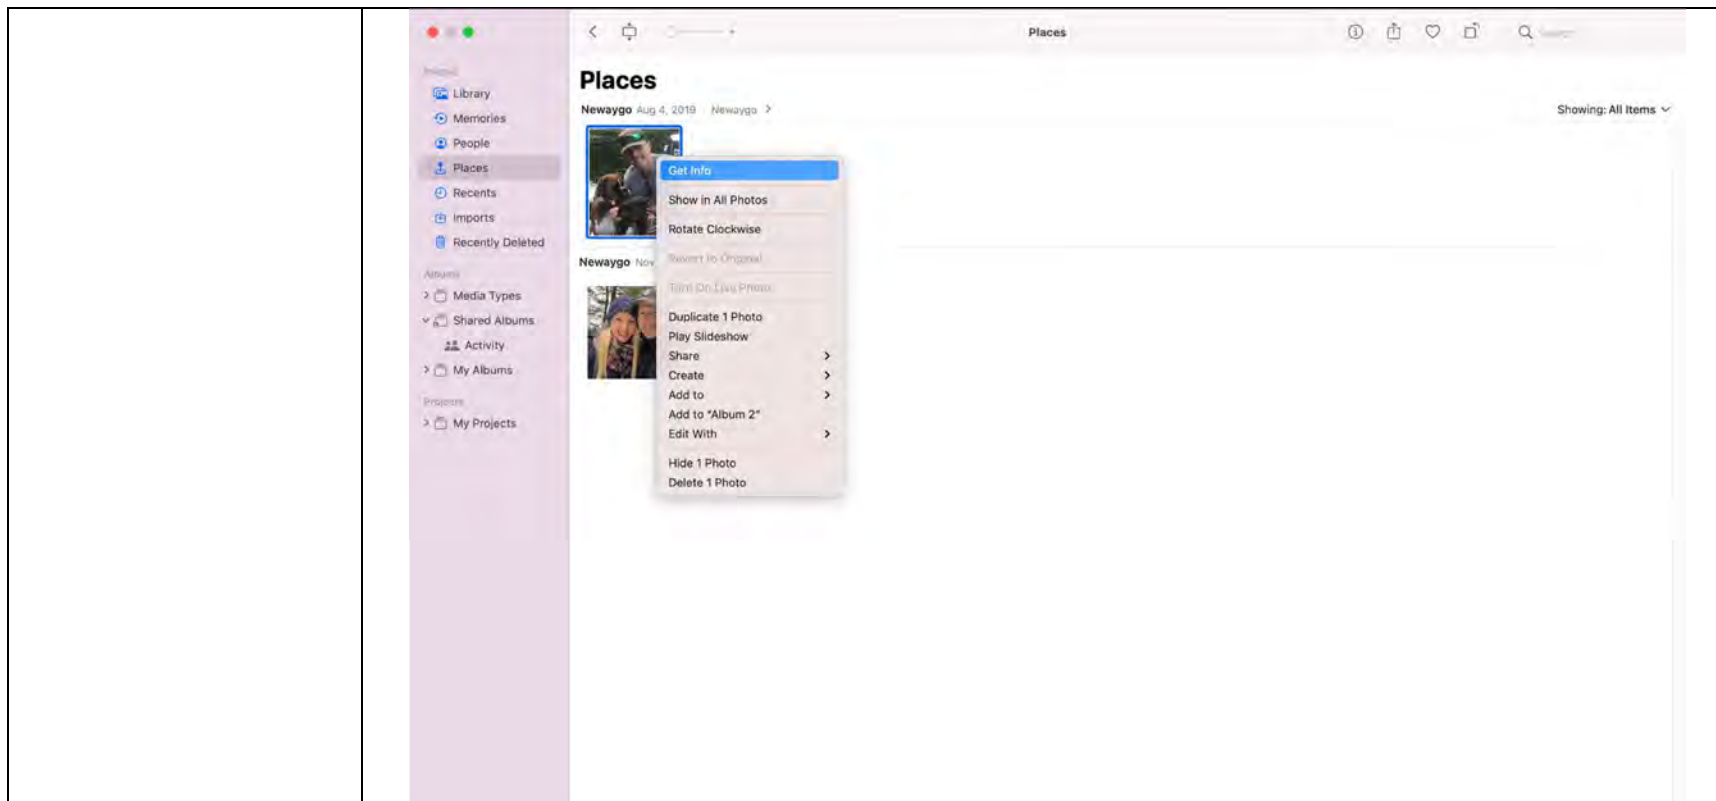 Places
Library
Memories
People
Places
Recents
Imports
Recently Deleted
Albums
Media Types
Shared Albums
Activity
My Albums
Projects
My Projects
Places
Newaygo Aug 4, 2019 Newaygo >
Showing: All Items
Newaygo Nov
Get Info
Show in All Photos
Rotate Clockwise
Revert to Original
Turn On Live Photo
Duplicate 1 Photo
Play Slideshow
Share
Create
Add to
Add to "Album 2"
Edit With
Hide 1 Photo
Delete 1 Photo